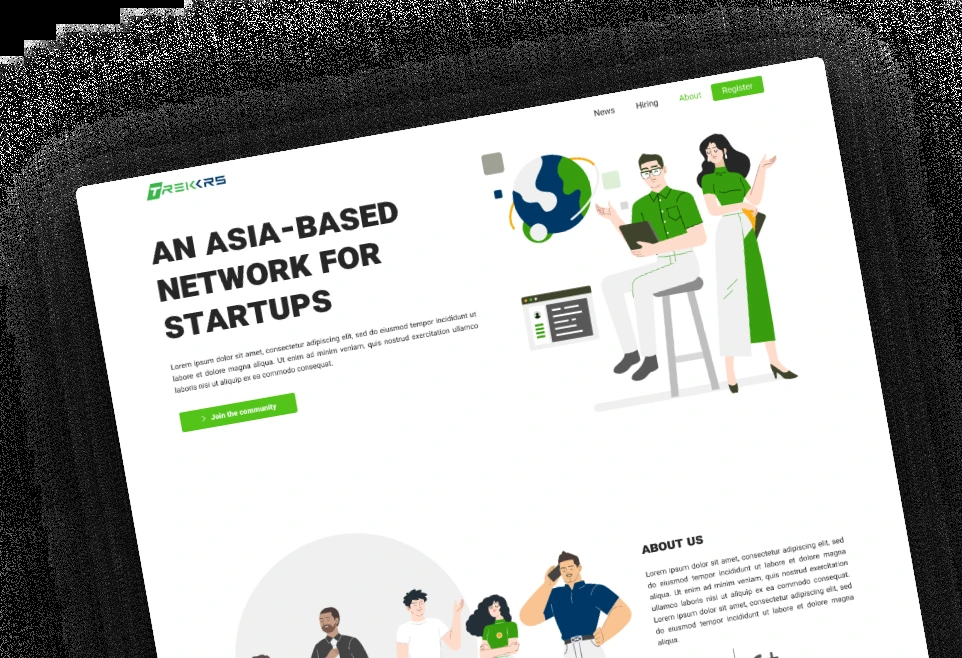 News Hiring About Register
TREKKRS
AN ASIA-BASED
NETWORK FOR
STARTUPS
Lorem ipsum dolor sit amet, consectetur adipiscing elit, sed do eiusmod tempor incididunt ut
labore et dolore magna aliqua. Ut enim ad minim veniam, quis nostrud exercitation ullamco
laboris nisi ut aliquip ex ea commodo consequat.
Join the community
ABOUT US
Lorem ipsum dolor sit amet, consectetur adipiscing elit, sed
do eiusmod tempor incididunt ut labore et dolore magna
aliqua. Ut enim ad minim veniam, quis nostrud exercitation
ullamco laboris nisi ut aliquip ex ea commodo consequat.
Lorem ipsum dolor sit amet, consectetur adipiscing elit, sed
do eiusmod tempor incididunt ut labore et dolore magna
aliqua.